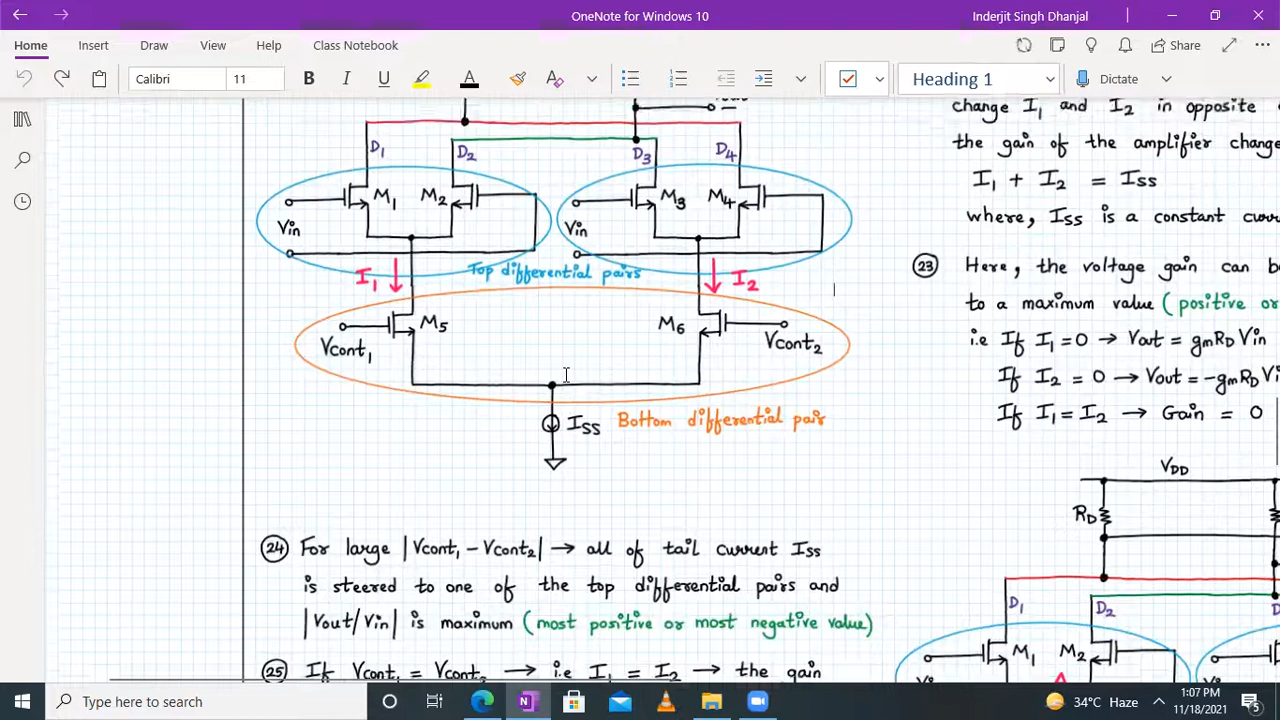 OneNote for Windows 10
Inderjit Singh Dhanjal
Home Insert Draw View Help Class Notebook
Share
Calibri 11 B I U A Heading 1 Dictate
D1 D2 D3 D4
M1 M2 M3 M4
Vin Vin
I1 Top differential pairs I2
M5 M6
Vcont1 Vcont2
ISS Bottom differential pair
24 For large |Vcont1 - Vcont2| → all of tail current ISS
is steered to one of the top differential pairs and
|Vout/Vin| is maximum (most positive or most negative value)
25 If Vcont1 = Vcont2 → i.e I1 = I2 → the gain
change I1 and I2 in opposite
the gain of the amplifier change
I1 + I2 = ISS
where, ISS is a constant
23 Here, the voltage gain can
to a maximum value (positive or
i.e If I1=0 → Vout = gmRD Vin
If I2 = 0 → Vout = -gmRD
If I1 = I2 → Gain = 0
VDD
RD
D1 D2
M1 M2
Type here to search
34°C Haze
1:07 PM
11/18/2021
5